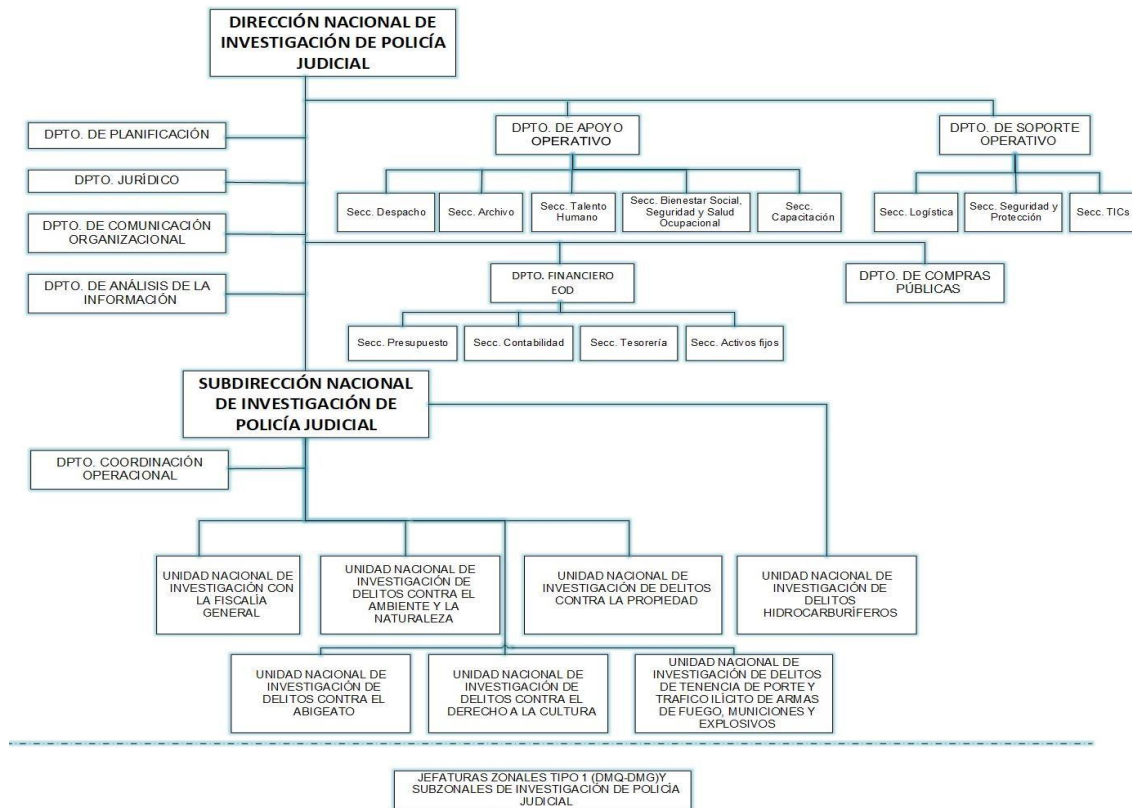 DIRECCIÓN NACIONAL DE
INVESTIGACIÓN DE POLICÍA
JUDICIAL
DPTO. DE PLANIFICACIÓN
DPTO. JURÍDICO
DPTO. DE COMUNICACIÓN
ORGANIZACIONAL
DPTO. DE ANÁLISIS DE LA
INFORMACIÓN
DPTO. DE APOYO
OPERATIVO
DPTO. DE SOPORTE
OPERATIVO
Secc. Despacho
Secc. Archivo
Secc. Talento
Humano
Secc. Bienestar Social,
Seguridad y Salud
Ocupacional
Secc.
Capacitación
Secc. Logística
Secc. Seguridad y
Protección
Secc. TICs
DPTO. FINANCIERO
EOD
DPTO. DE COMPRAS
PÚBLICAS
Secc. Presupuesto
Secc. Contabilidad
Secc. Tesorería
Secc. Activos fijos
SUBDIRECCIÓN NACIONAL
DE INVESTIGACIÓN DE
POLICÍA JUDICIAL
DPTO. COORDINACIÓN
OPERACIONAL
UNIDAD NACIONAL DE
INVESTIGACIÓN CON
LA FISCALÌA
GENERAL
UNIDAD NACIONAL DE
INVESTIGACIÓN DE
DELITOS CONTRA EL
AMBIENTE Y LA
NATURALEZA
UNIDAD NACIONAL DE
INVESTIGACIÓN DE DELITOS
CONTRA LA PROPIEDAD
UNIDAD NACIONAL DE
INVESTIGACIÓN DE
DELITOS
HIDROCARBURÍFEROS
UNIDAD NACIONAL DE
INVESTIGACIÓN DE
DELITOS CONTRA EL
ABIGEATO
UNIDAD NACIONAL DE
INVESTIGACIÓN DE
DELITOS CONTRA EL
DERECHO A LA CULTURA
UNIDAD NACIONAL DE
INVESTIGACIÓN DE DELITOS
DE TENENCIA DE PORTE Y
TRAFICO ILÌCITO DE ARMAS
DE FUEGO, MUNICIONES Y
EXPLOSIVOS
JEFATURAS ZONALES TIPO 1 (DMQ-DMG)Y
SUBZONALES DE INVESTIGACIÓN DE POLICÍA
JUDICIAL